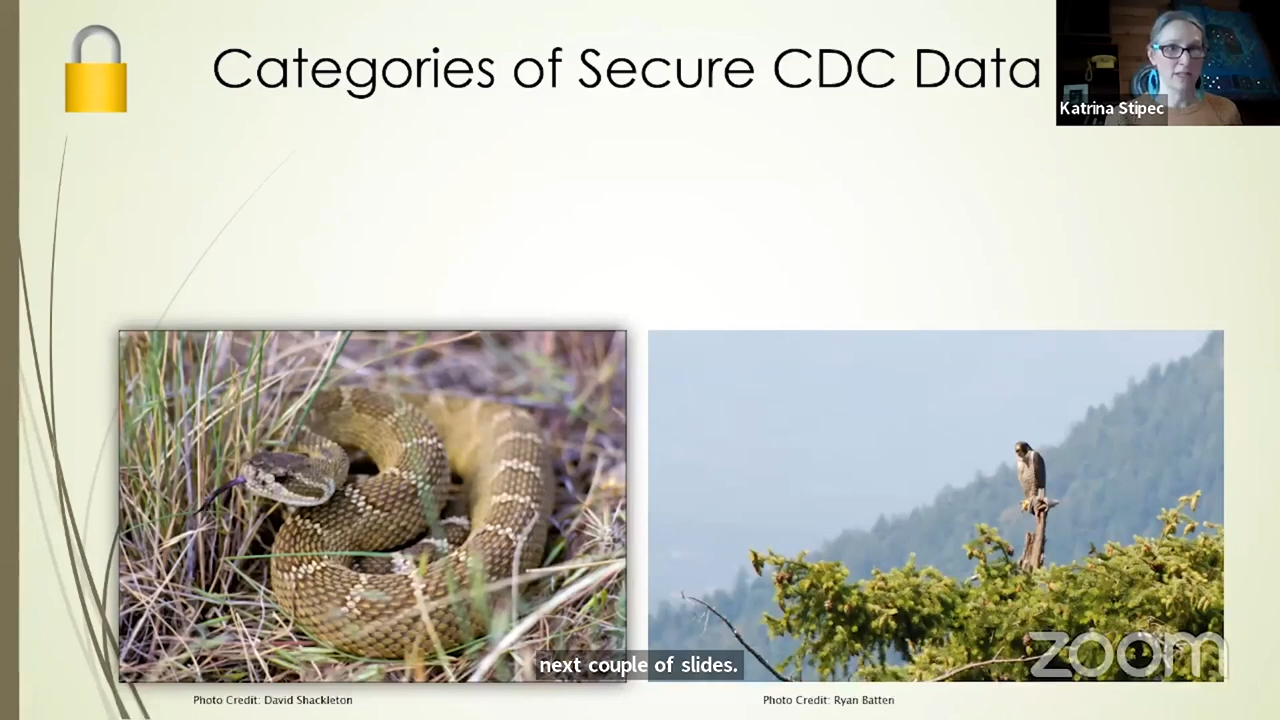 Categories of Secure CDC Data
Katrina Stipec
next couple of slides.
zoom
Photo Credit: David Shackleton
Photo Credit: Ryan Batten